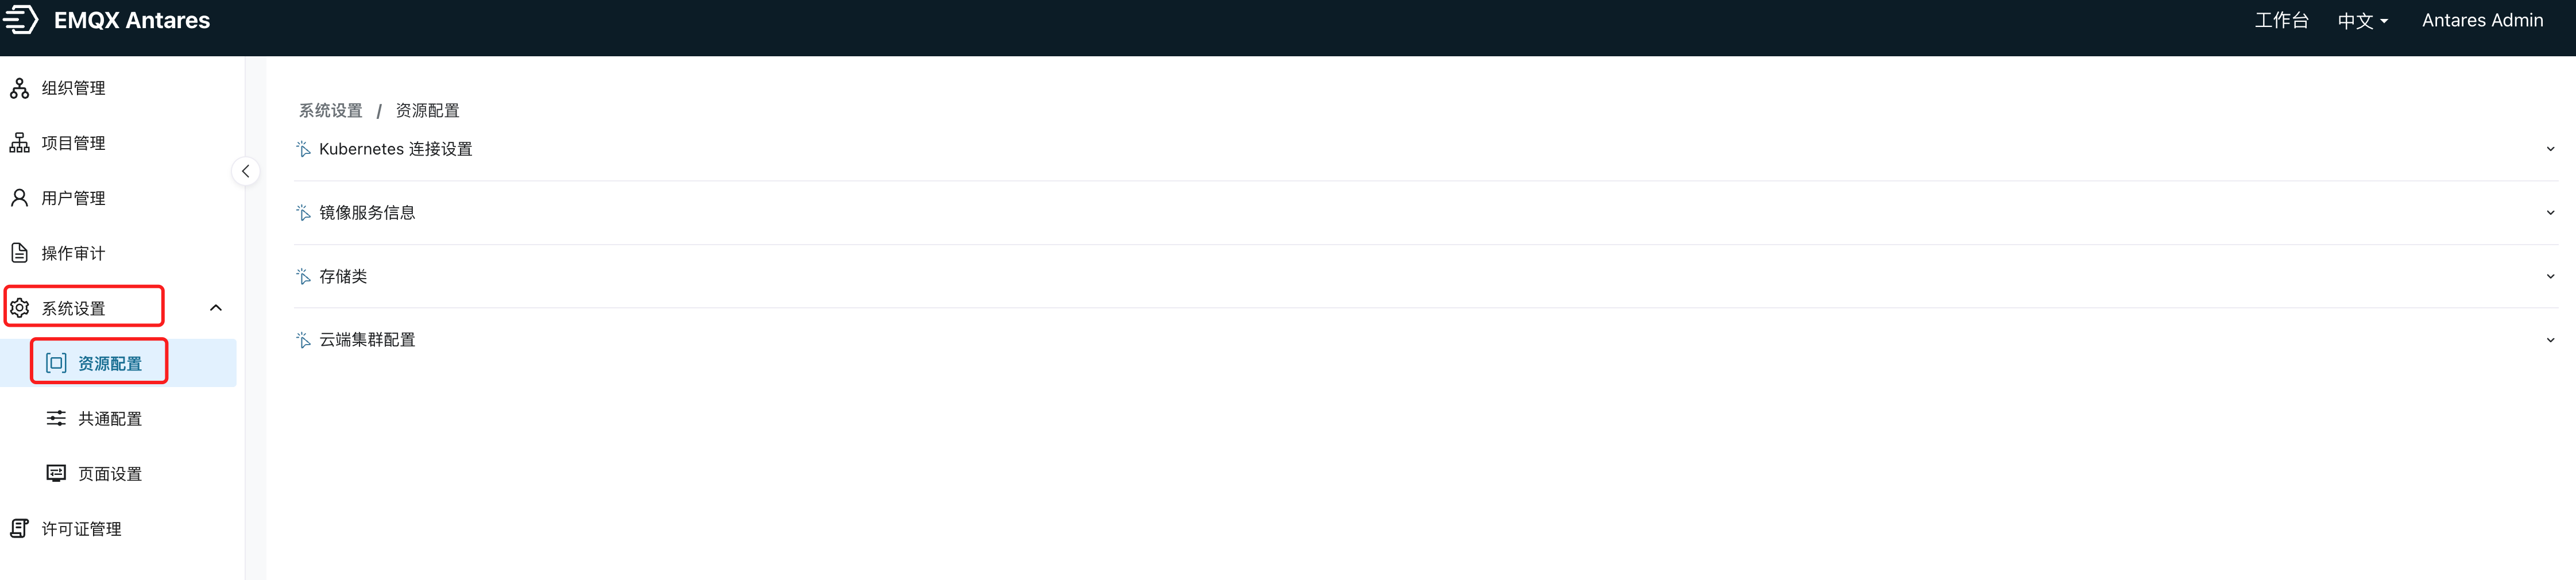 EMQX Antares
工作台
中文
Antares Admin
组织管理
项目管理
用户管理
操作审计
系统设置
资源配置
共通配置
页面设置
许可证管理
系统设置 / 资源配置
Kubernetes 连接设置
镜像服务信息
存储类
云端集群配置